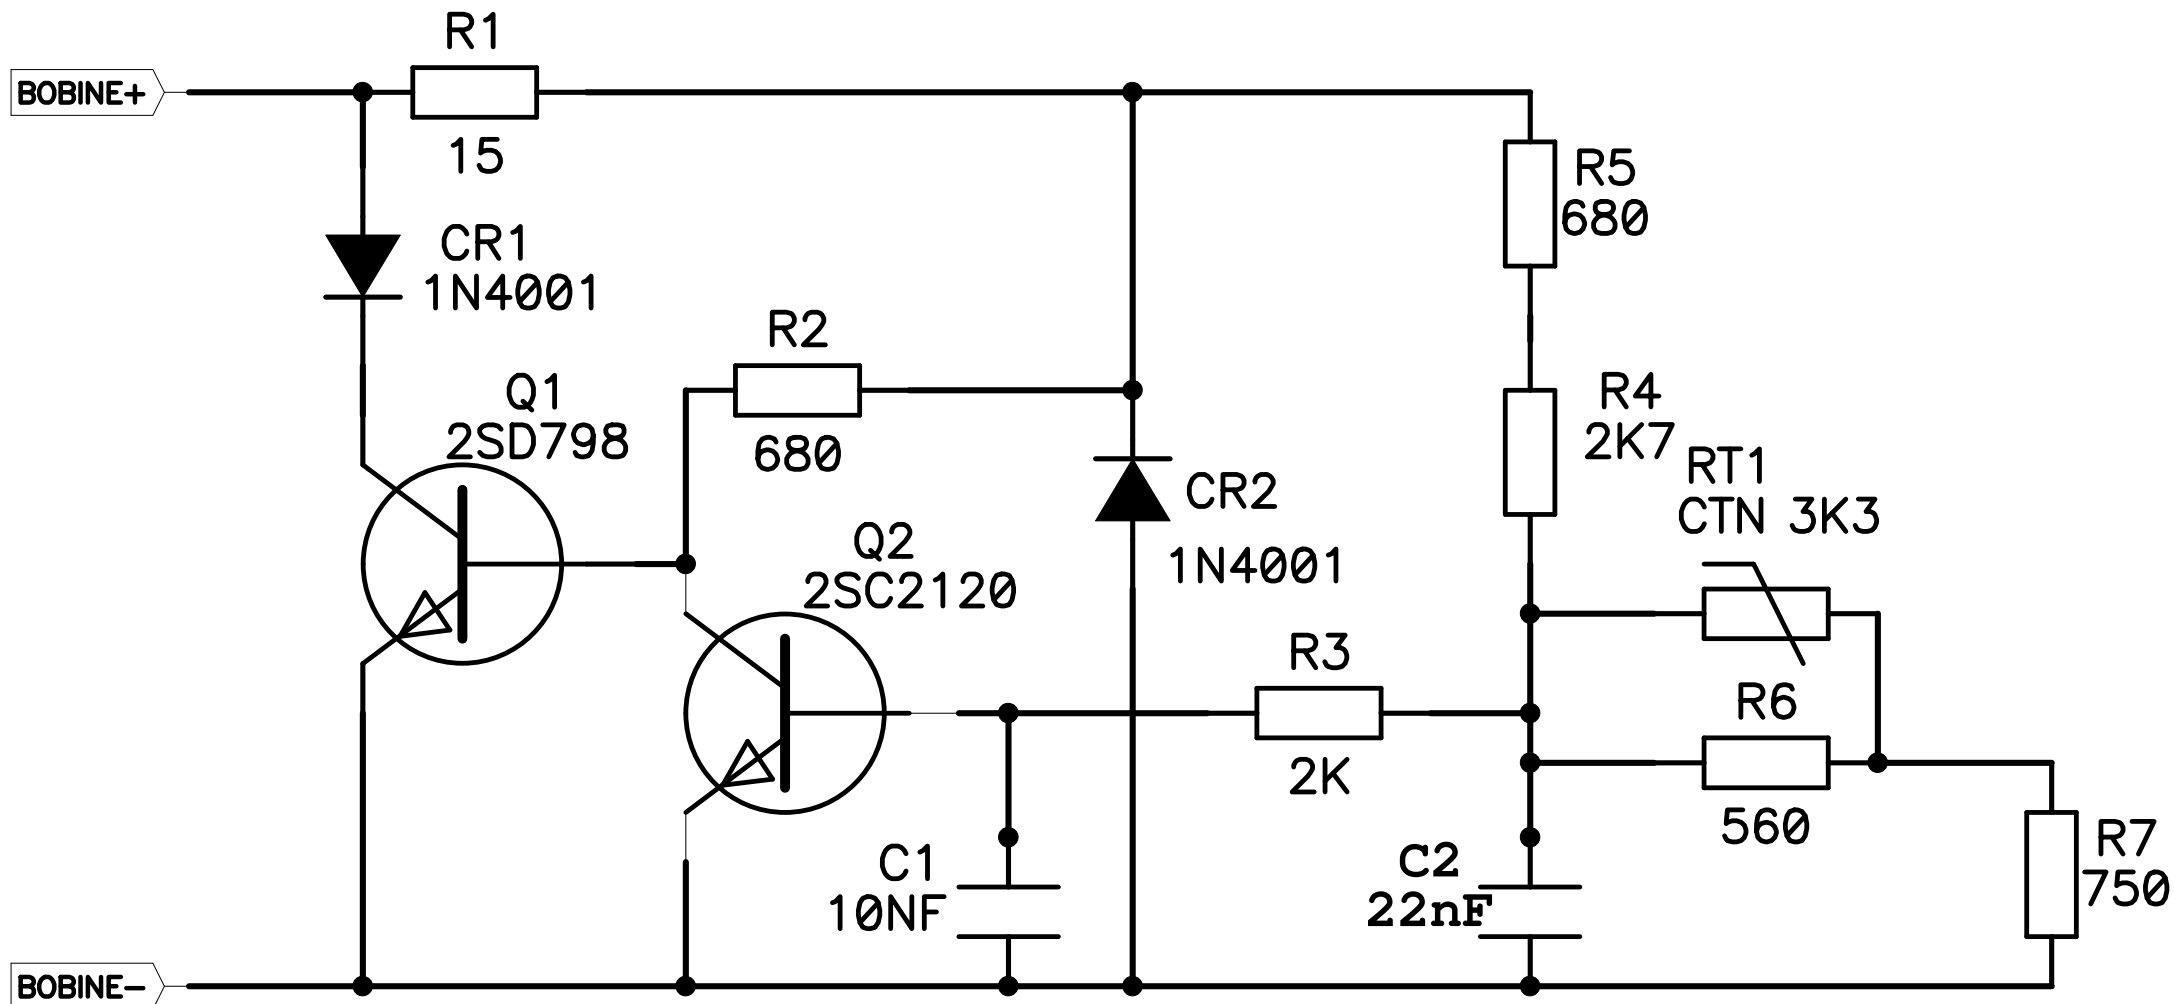 R1
BOBINE+
15
R5
680
CR1
1N4001
R2
680
Q1
2SD798
R4
2K7
RT1
CTN 3K3
CR2
1N4001
Q2
2SC2120
R3
2K
R6
560
C1
10NF
C2
22nF
R7
750
BOBINE-